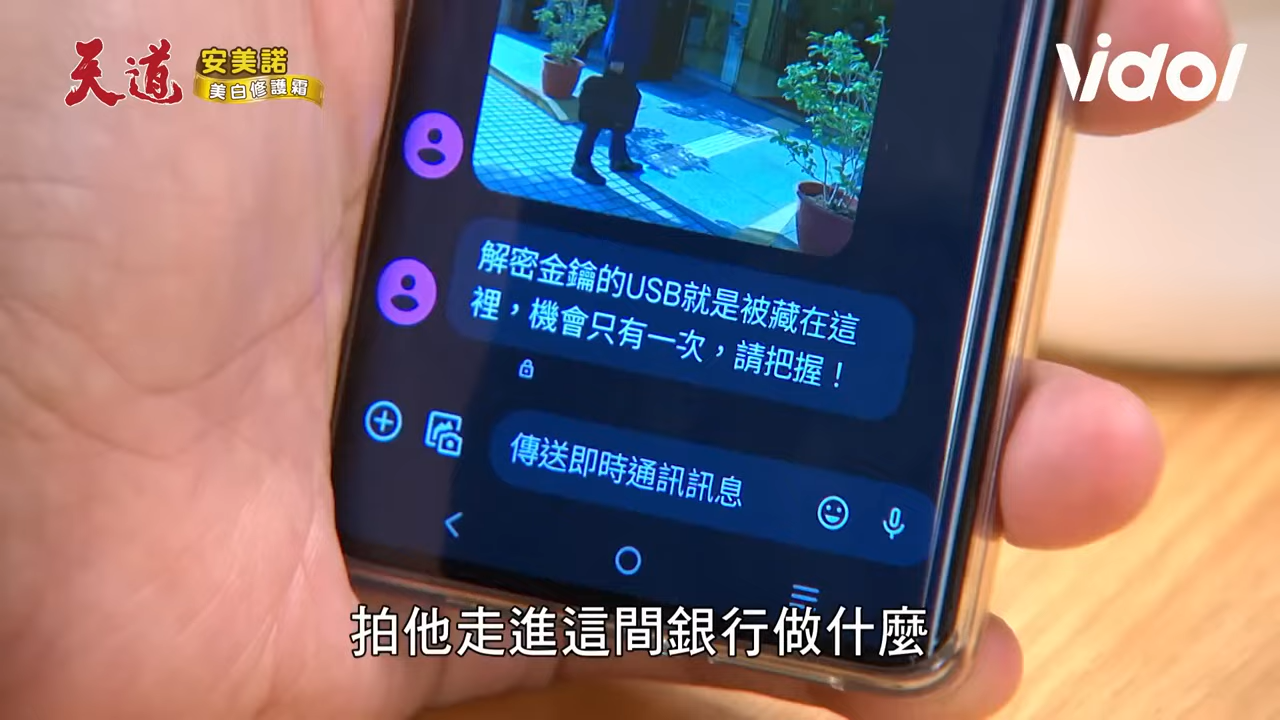 天道
安美諾
美白修護霜
Vidol
解密金鑰的USB就是被藏在這
裡，機會只有一次，請把握！
傳送即時通訊訊息
拍他走進這間銀行做什麼